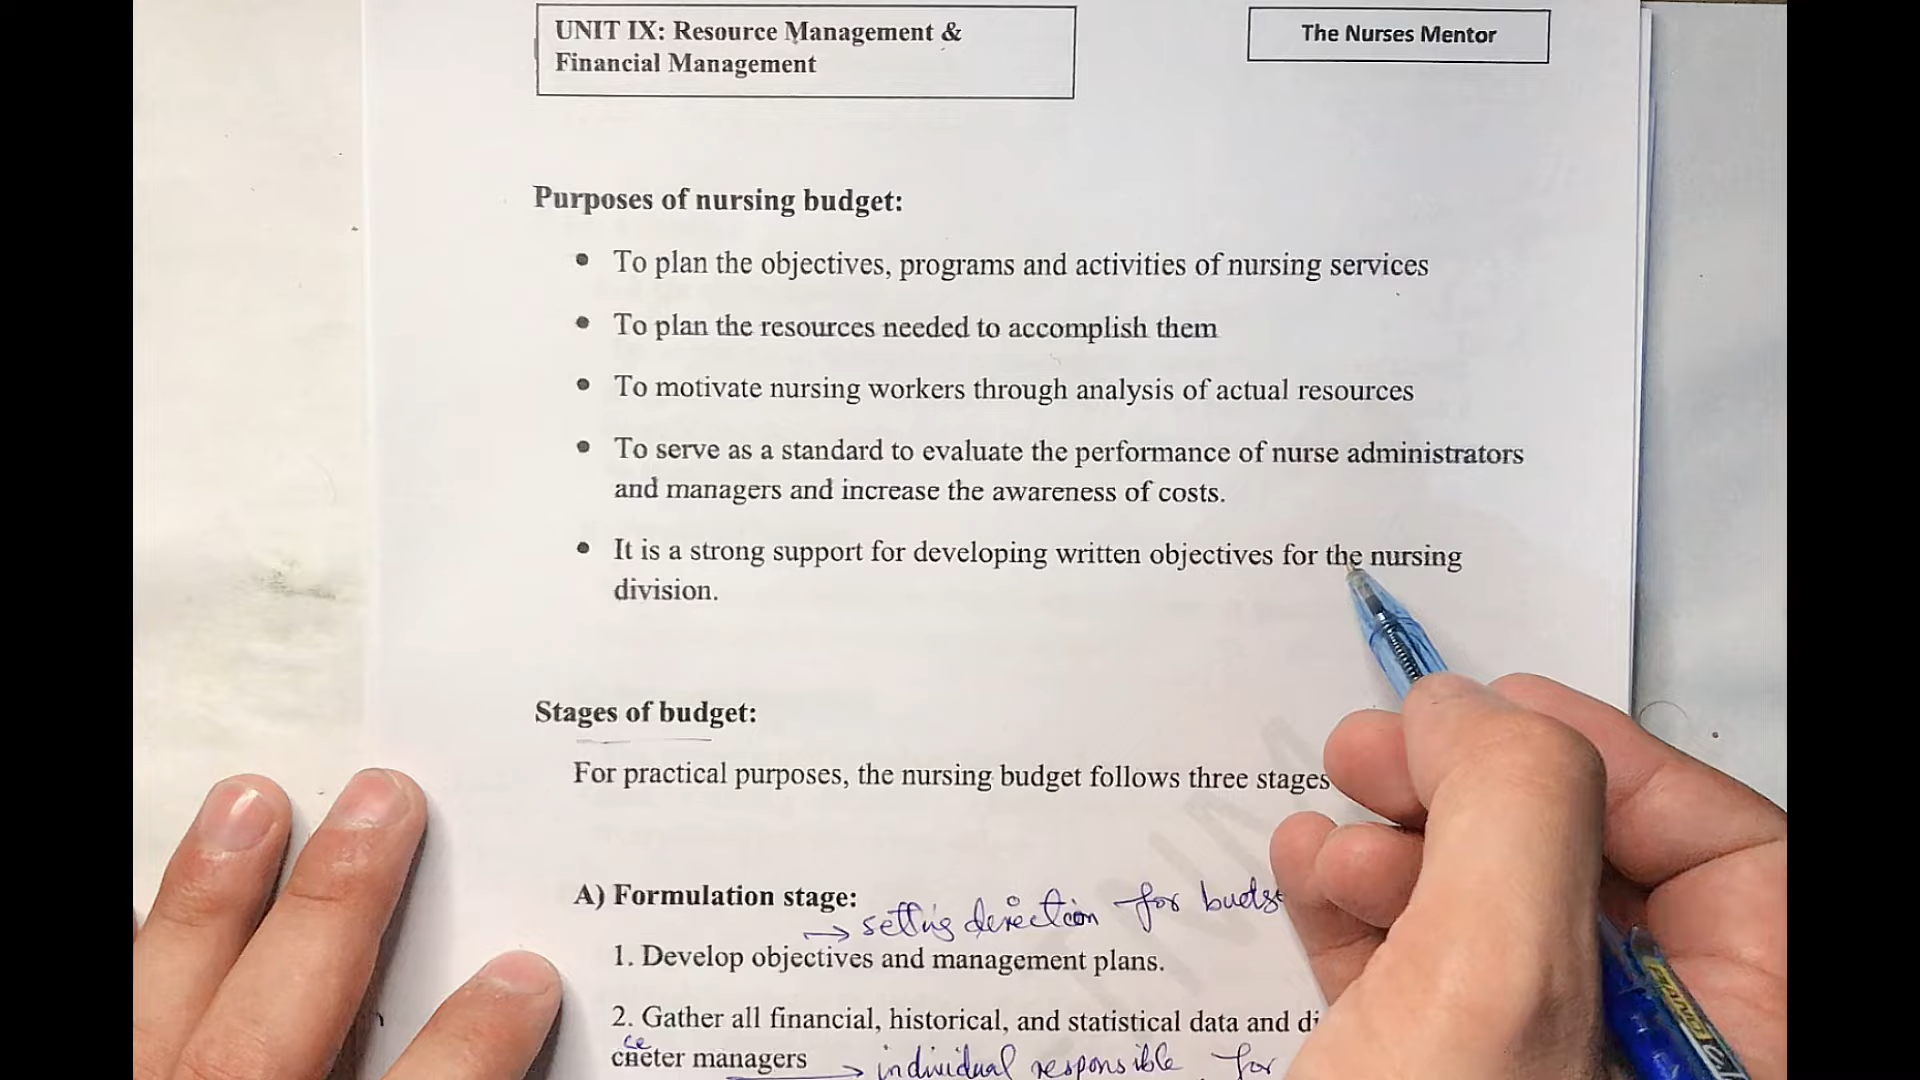 UNIT IX: Resource Management &
Financial Management
The Nurses Mentor
Purposes of nursing budget:
• To plan the objectives, programs and activities of nursing services
• To plan the resources needed to accomplish them
• To motivate nursing workers through analysis of actual resources
• To serve as a standard to evaluate the performance of nurse administrators
and managers and increase the awareness of costs.
• It is a strong support for developing written objectives for the nursing
division.
Stages of budget:
For practical purposes, the nursing budget follows three stages
A) Formulation stage:
→ setting direction for
1. Develop objectives and management plans.
2. Gather all financial, historical, and statistical data and
managers → individual responsible for